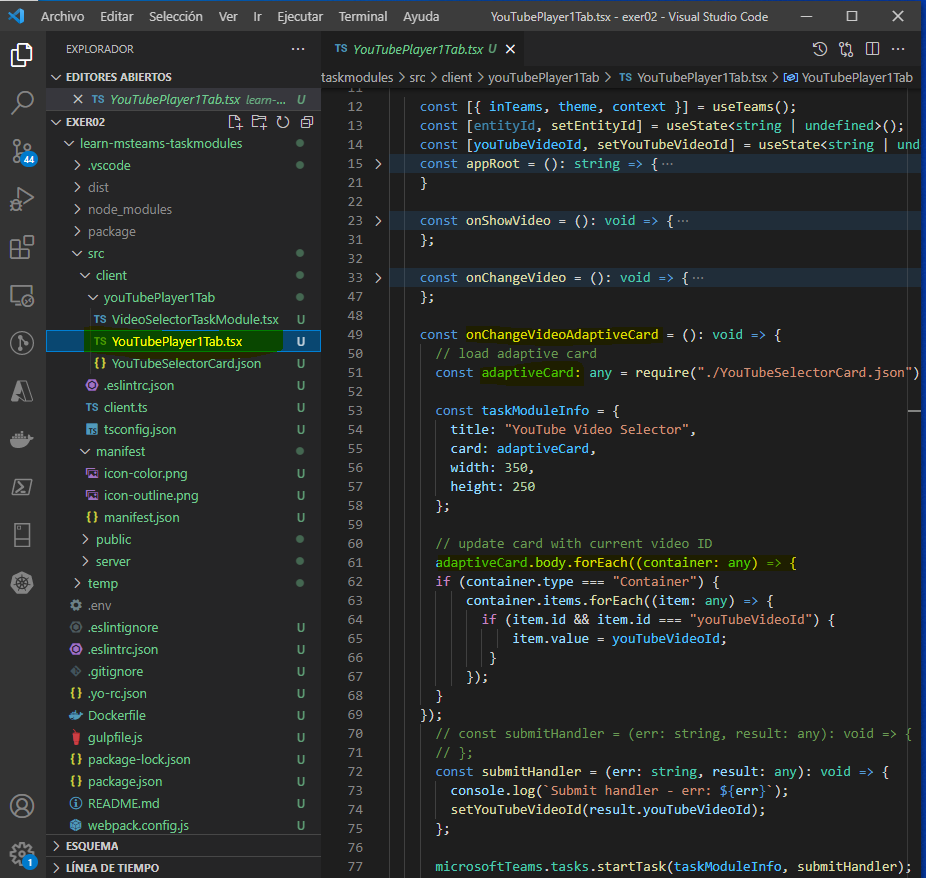 Archivo Editar Selección Ver Ir Ejecutar Terminal Ayuda YouTubePlayer1Tab.tsx - exer02 - Visual Studio Code
EXPLORADOR
EDITORES ABIERTOS
TS YouTubePlayer1Tab.tsx learn-... U
EXER02
learn-msteams-taskmodules
.vscode
dist
node_modules
package
src
client
youTubePlayer1Tab
TS VideoSelectorTaskModule.tsx U
TS YouTubePlayer1Tab.tsx U
{} YouTubeSelectorCard.json U
.eslintrc.json U
TS client.ts U
TS tsconfig.json U
manifest
icon-color.png U
icon-outline.png U
{} manifest.json U
public
server
temp
.env
.eslintignore U
.eslintrc.json U
.gitignore U
{} .yo-rc.json U
Dockerfile U
gulpfile.js U
{} package-lock.json U
{} package.json U
README.md U
webpack.config.js U
ESQUEMA
LÍNEA DE TIEMPO
44
1
TS YouTubePlayer1Tab.tsx U
taskmodules > src > client > youTubePlayer1Tab > TS YouTubePlayer1Tab.tsx > YouTubePlayer1Tab
11
12 const [{ inTeams, theme, context }] = useTeams();
13 const [entityId, setEntityId] = useState<string | undefined>();
14 const [youTubeVideoId, setYouTubeVideoId] = useState<string | und
15 const appRoot = (): string => { ...
21 }
22
23 const onShowVideo = (): void => { ...
31 };
32
33 const onChangeVideo = (): void => { ...
47 };
48
49 const onChangeVideoAdaptiveCard = (): void => {
50 // load adaptive card
51 const adaptiveCard: any = require("./YouTubeSelectorCard.json")
52
53 const taskModuleInfo = {
54 title: "YouTube Video Selector",
55 card: adaptiveCard,
56 width: 350,
57 height: 250
58 };
59
60 // update card with current video ID
61 adaptiveCard.body.forEach((container: any) => {
62 if (container.type === "Container") {
63 container.items.forEach((item: any) => {
64 if (item.id && item.id === "youTubeVideoId") {
65 item.value = youTubeVideoId;
66 }
67 });
68 }
69 });
70 // const submitHandler = (err: string, result: any): void => {
71 // };
72 const submitHandler = (err: string, result: any): void => {
73 console.log(`Submit handler - err: ${err}`);
74 setYouTubeVideoId(result.youTubeVideoId);
75 };
76
77 microsoftTeams.tasks.startTask(taskModuleInfo, submitHandler);